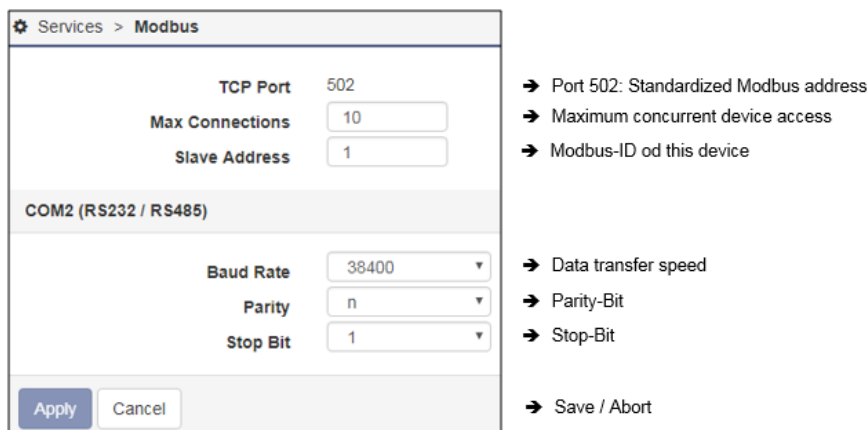 Services > Modbus
TCP Port 502 ➔ Port 502: Standardized Modbus address
Max Connections 10 ➔ Maximum concurrent device access
Slave Address 1 ➔ Modbus-ID od this device
COM2 (RS232 / RS485)
Baud Rate 38400 ➔ Data transfer speed
Parity n ➔ Parity-Bit
Stop Bit 1 ➔ Stop-Bit
Apply Cancel ➔ Save / Abort